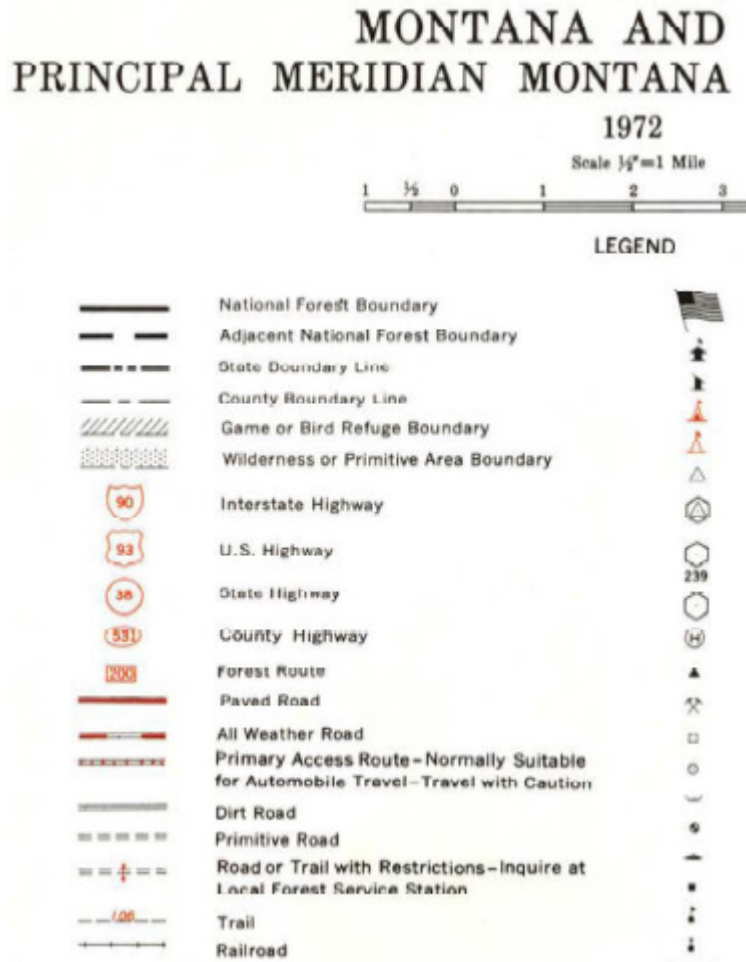 MONTANA AND
PRINCIPAL MERIDIAN MONTANA
1972
Scale ½"=1 Mile
1 ½ 0 1 2 3
LEGEND
National Forest Boundary
Adjacent National Forest Boundary
State Boundary Line
County Boundary Line
Game or Bird Refuge Boundary
Wilderness or Primitive Area Boundary
90 Interstate Highway
93 U.S. Highway
239
38 State Highway
531 County Highway
H
200 Forest Route
Paved Road
All Weather Road
Primary Access Route-Normally Suitable
for Automobile Travel-Travel with Caution
Dirt Road
Primitive Road
Road or Trail with Restrictions-Inquire at
Local Forest Service Station
106 Trail
Railroad